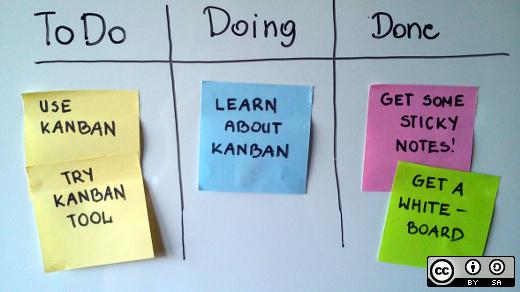 To Do
Doing
Done
USE
KANBAN
TRY
KANBAN
TOOL
LEARN
ABOUT
KANBAN
GET SOME
STICKY
NOTES!
GET A
WHITE-
BOARD
cc
BY SA